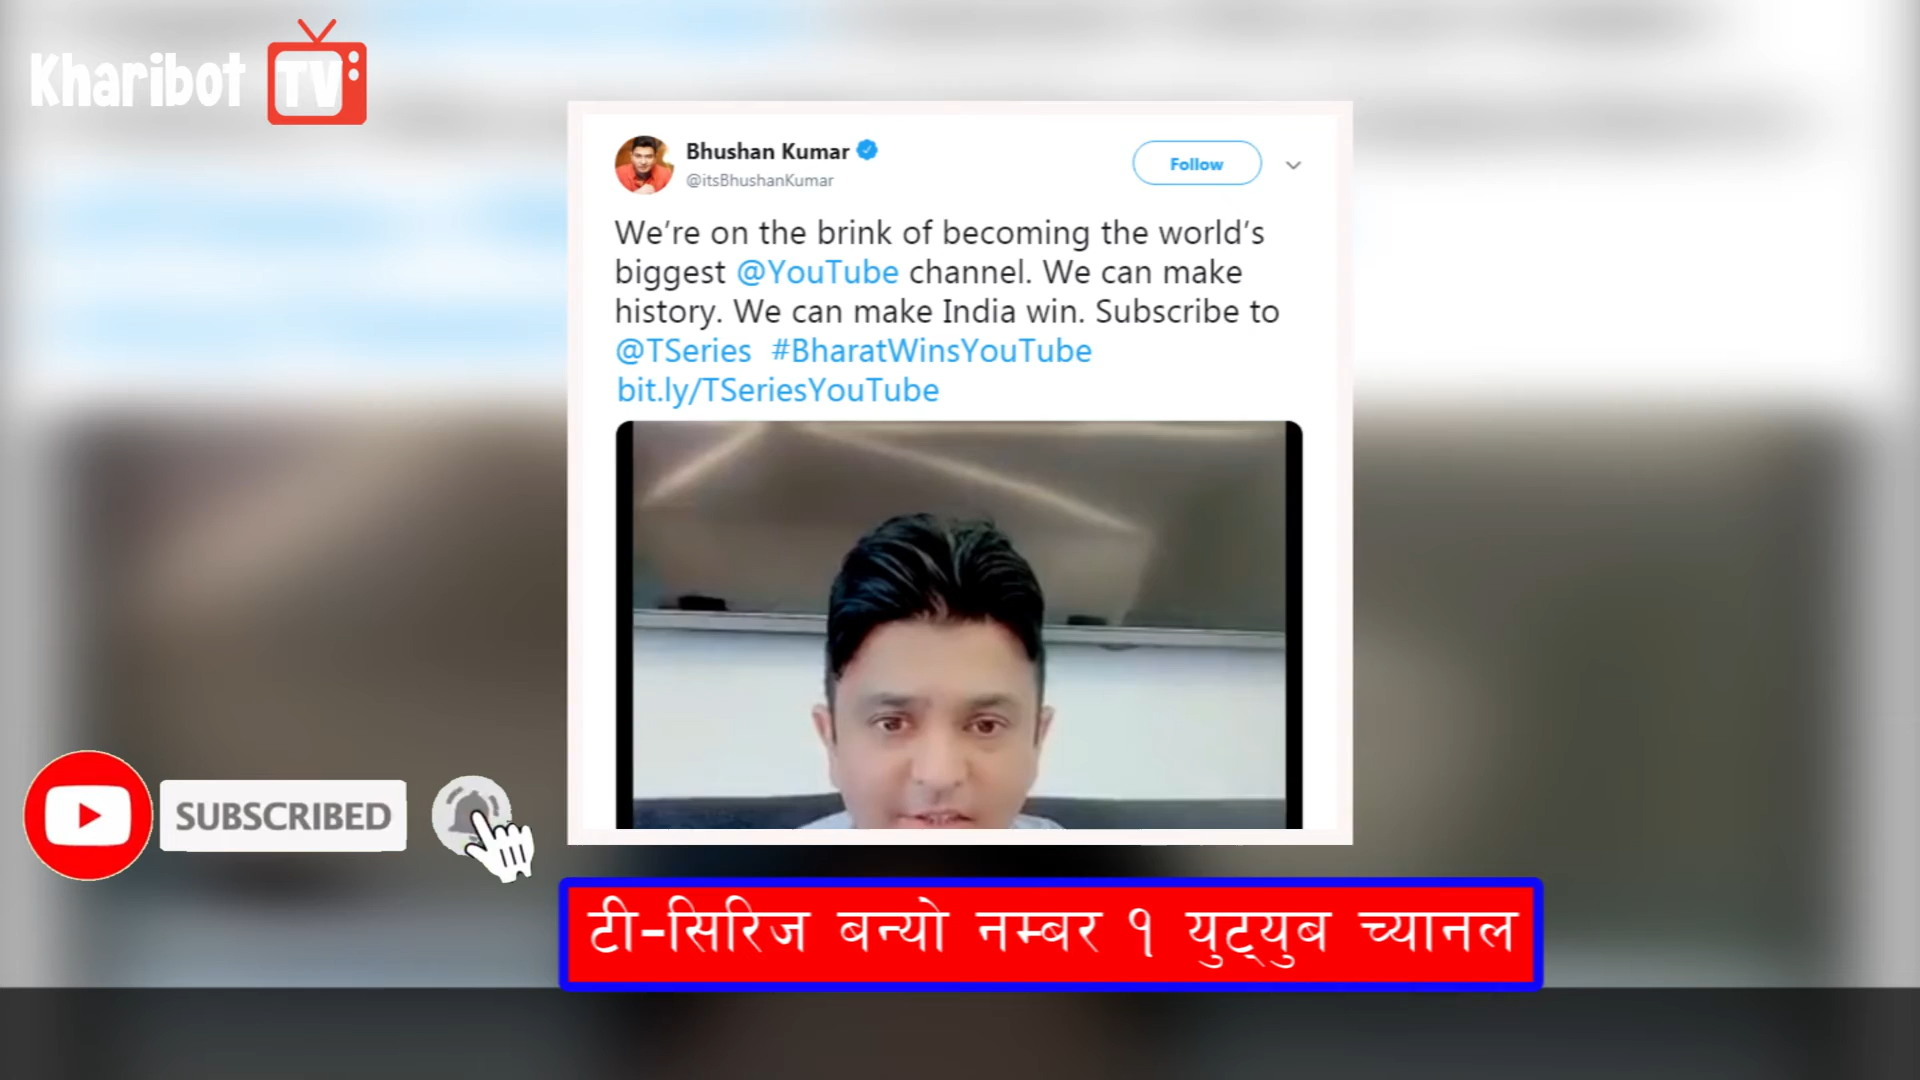 Kharibot TV
Bhushan Kumar
@itsBhushanKumar
Follow
We're on the brink of becoming the world's
biggest @YouTube channel. We can make
history. We can make India win. Subscribe to
@TSeries #BharatWinsYouTube
bit.ly/TSeriesYouTube
SUBSCRIBED
टी-सिरिज बन्यो नम्बर १ युट्युब च्यानल